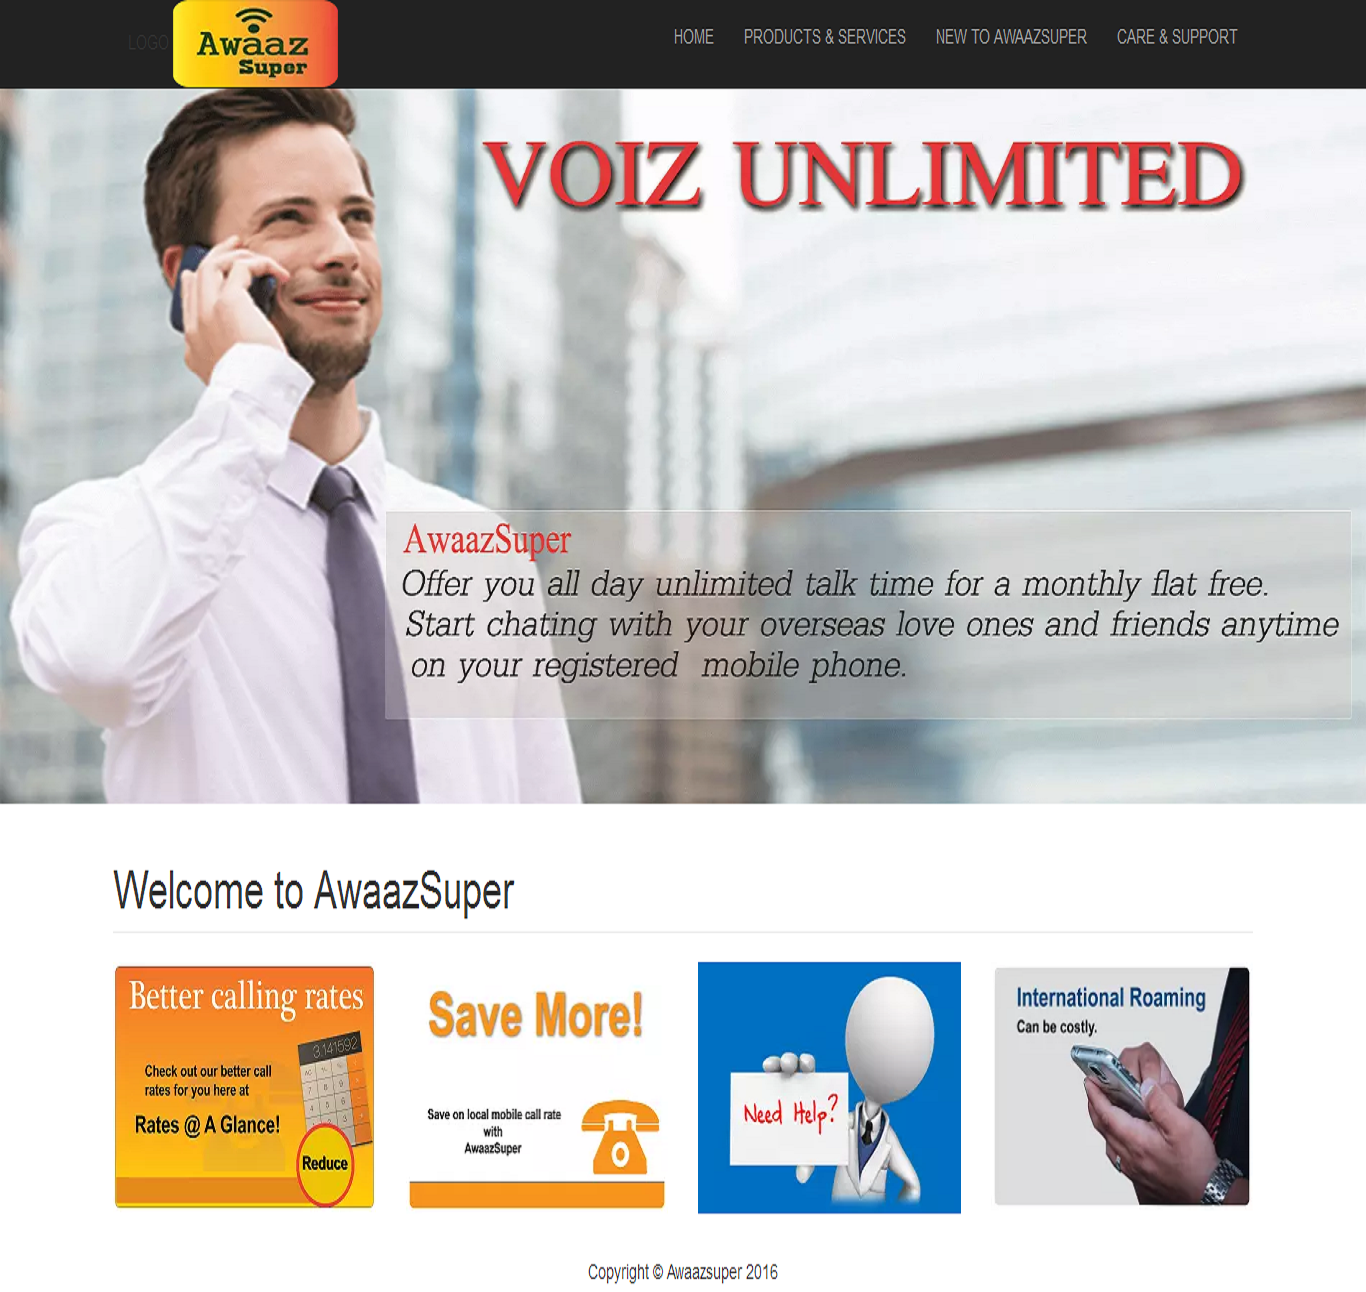 LOGO
Awaaz
Super
HOME PRODUCTS & SERVICES NEW TO AWAAZSUPER CARE & SUPPORT
VOIZ UNLIMITED
AwaazSuper
Offer you all day unlimited talk time for a monthly flat free.
Start chating with your overseas love ones and friends anytime
on your registered mobile phone.
Welcome to AwaazSuper
Better calling rates
3.141592
Check out our better call
rates for you here at
Rates @ A Glance!
Reduce
Save More!
Save on local mobile call rate
with
AwaazSuper
Need Help?
International Roaming
Can be costly.
Copyright © Awaazsuper 2016